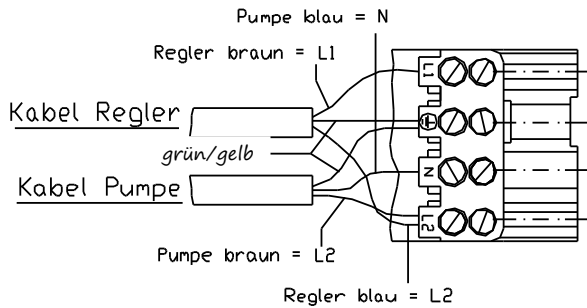 Pumpe blau = N
Regler braun = L1
Kabel Regler
grün/gelb
Kabel Pumpe
Pumpe braun = L2
Regler blau = L2
L1
N
L2